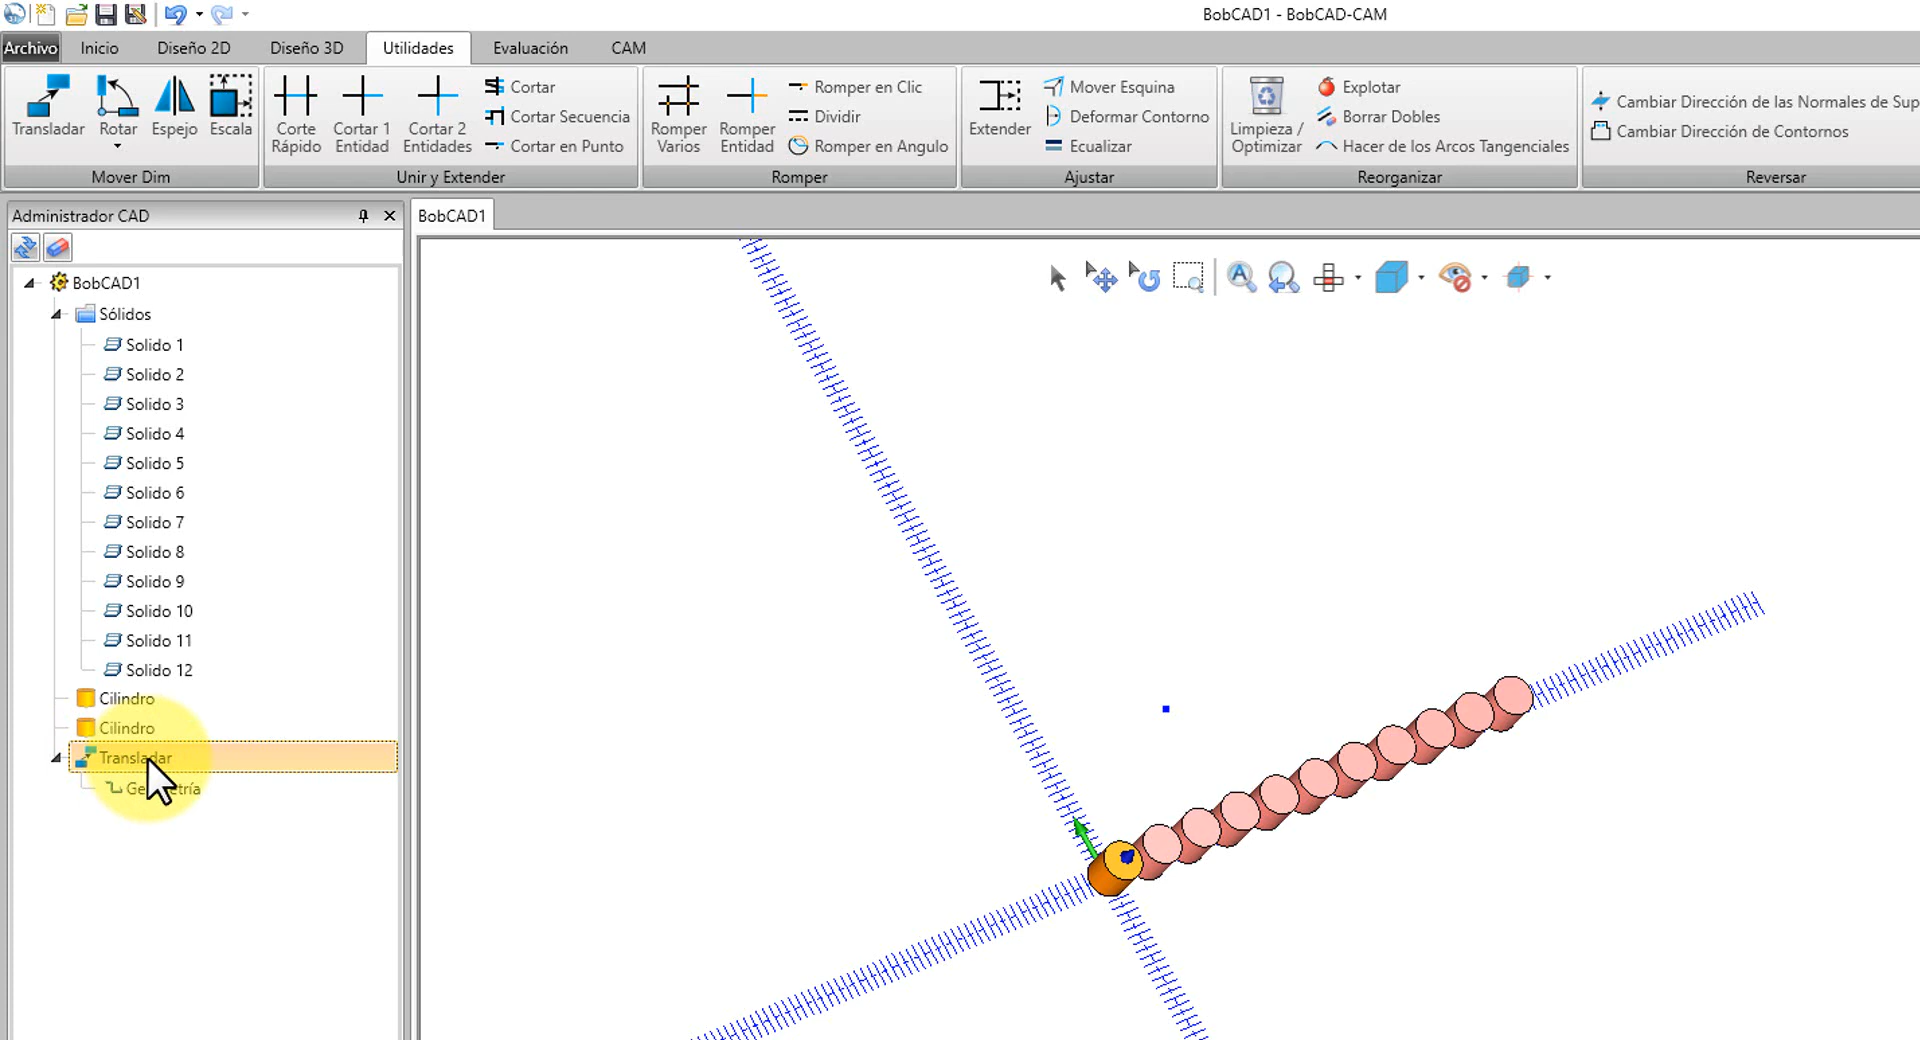 BobCAD1 - BobCAD-CAM
Archivo Inicio Diseño 2D Diseño 3D Utilidades Evaluación CAM
Transladar Rotar Espejo Escala
Mover Dim
Corte Rápido
Cortar 1 Entidad
Cortar 2 Entidades
Cortar
Cortar Secuencia
Cortar en Punto
Unir y Extender
Romper Varios
Romper Entidad
Romper en Clic
Dividir
Romper en Angulo
Romper
Extender
Mover Esquina
Deformar Contorno
Ecualizar
Ajustar
Limpieza / Optimizar
Explotar
Borrar Dobles
Hacer de los Arcos Tangenciales
Reorganizar
Cambiar Dirección de las Normales de Sup
Cambiar Dirección de Contornos
Reversar
Administrador CAD
BobCAD1
BobCAD1
Sólidos
Solido 1
Solido 2
Solido 3
Solido 4
Solido 5
Solido 6
Solido 7
Solido 8
Solido 9
Solido 10
Solido 11
Solido 12
Cilindro
Cilindro
Transladar